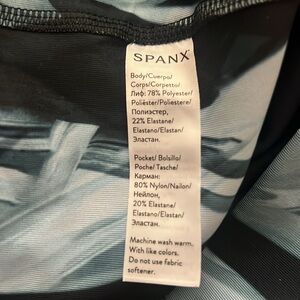 SPANX
Body/Cuerpo/
Corps/Corpetto/
Лиф: 78% Polyester/
Poliéster/Poliestere/
Полиэстер,
22% Elastane/
Elastano/Elastan/
Эластан.
Pocket/ Bolsillo/
Poche/ Tasche/
Карман:
80% Nylon/Nailon/
Нейлон,
20% Elastane/
Elastano/Elastan/
Эластан.
Machine wash warm.
With like colors.
Do not use fabric
softener.